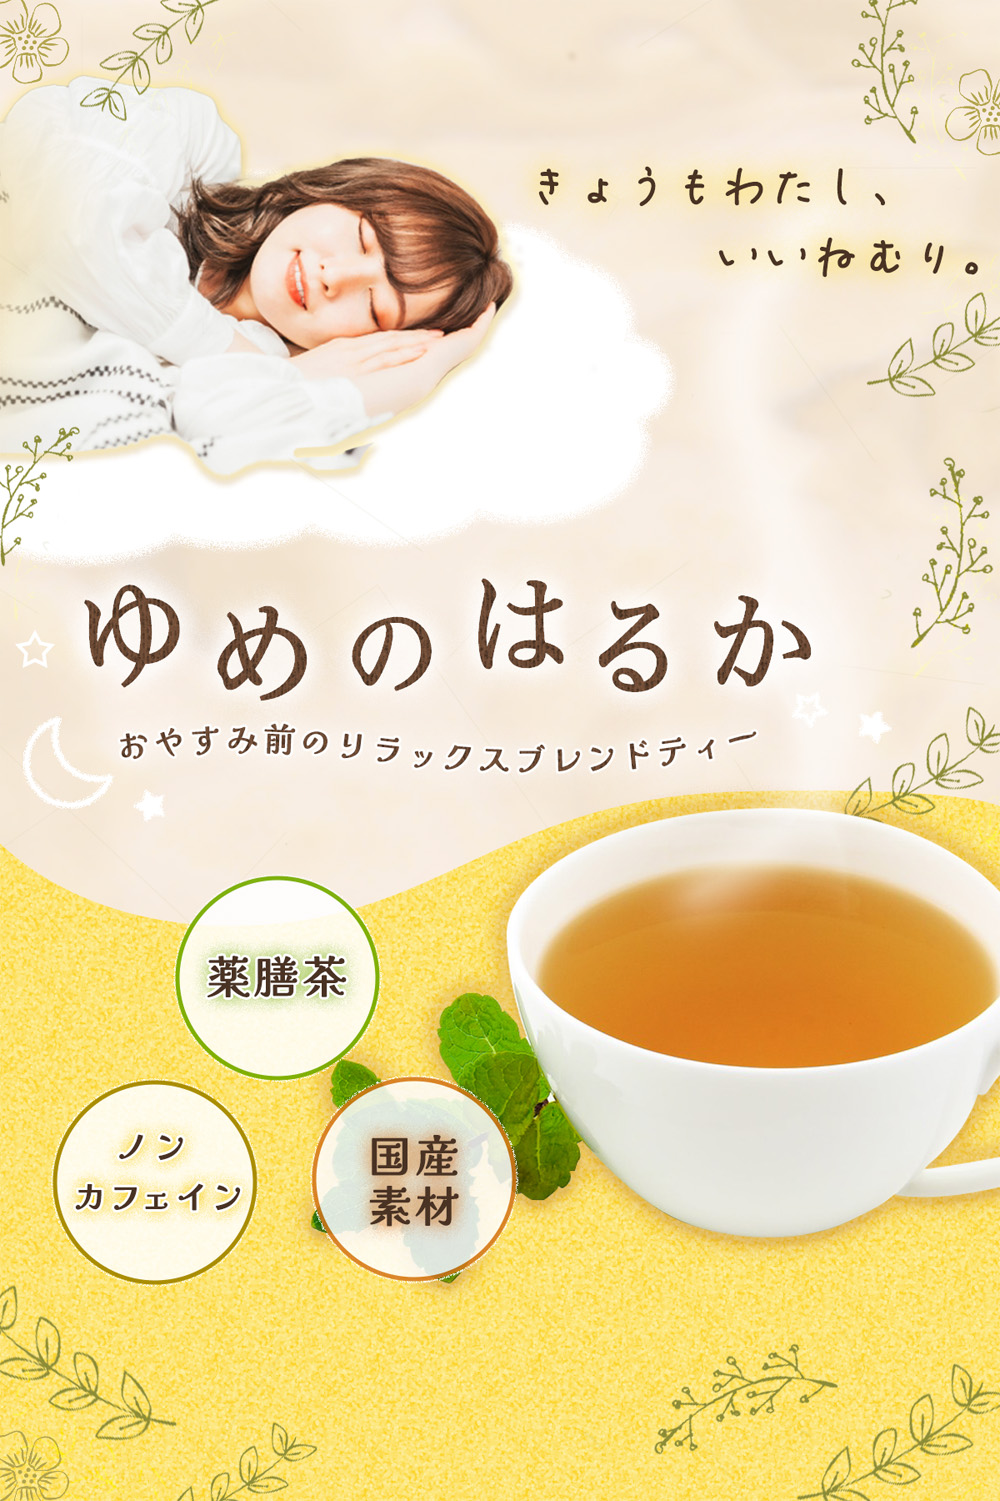 きょうもわたし、
いいねむり。
ゆめのはるか
おやすみ前のリラックスブレンドティー
薬膳茶
ノン
カフェイン
国産
素材